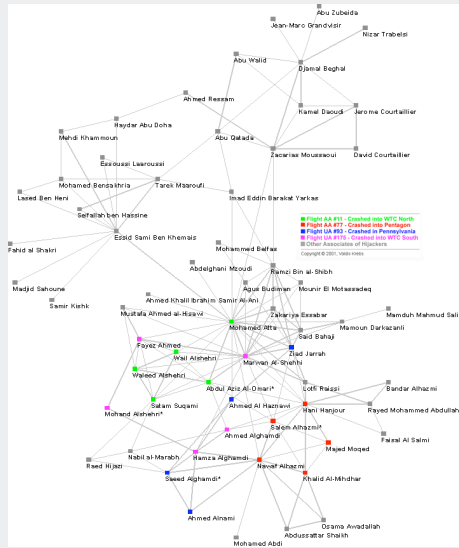 Abu Zubeida
Jean-Marc Grandvisir
Nizar Trabelsi
Abu Walid
Djamal Beghal
Ahmed Ressam
Kamel Daoudi
Jerome Courtaillier
Haydar Abu Doha
Mehdi Khammoun
Abu Qatada
Zacarias Moussaoui
David Courtaillier
Essoussi Laaroussi
Mohamed Bensakhria
Tarek Maaroufi
Lased Ben Heni
Imad Eddin Barakat Yarkas
Seifallah ben Hassine
Essid Sami Ben Khemais
Flight AA #11 - Crashed into WTC North
Flight AA #77 - Crashed into Pentagon
Flight UA #93 - Crashed in Pennsylvania
Flight UA #175 - Crashed into WTC South
Other Associates of Hijackers
Copyright © 2001, Valdis Krebs
Fahid al Shakri
Mohammed Belfas
Abdelghani Mzoudi
Ramzi Bin al-Shibh
Madjid Sahoune
Agus Budiman
Mounir El Motassadeq
Samir Kishk
Ahmed Khalil Ibrahim Samir Al-Ani
Mustafa Ahmed al-Hisawi
Zakariya Essabar
Mamduh Mahmud Salim
Mohamed Atta
Said Bahaji
Mamoun Darkazanli
Fayez Ahmed
Wail Alshehri
Marwan Al-Shehhi
Ziad Jarrah
Waleed Alshehri
Abdul Aziz Al-Omari*
Lotfi Raissi
Bandar Alhazmi
Satam Suqami
Ahmed Al Haznawi
Hani Hanjour
Rayed Mohammed Abdullah
Mohand Alshehri*
Salem Alhazmi*
Ahmed Alghamdi
Faisal Al Salmi
Majed Moqed
Nabil al-Marabh
Hamza Alghamdi
Raed Hijazi
Saeed Alghamdi*
Nawaf Alhazmi
Khalid Al-Mihdhar
Ahmed Alnami
Osama Awadallah
Abdussattar Shaikh
Mohamed Abdi